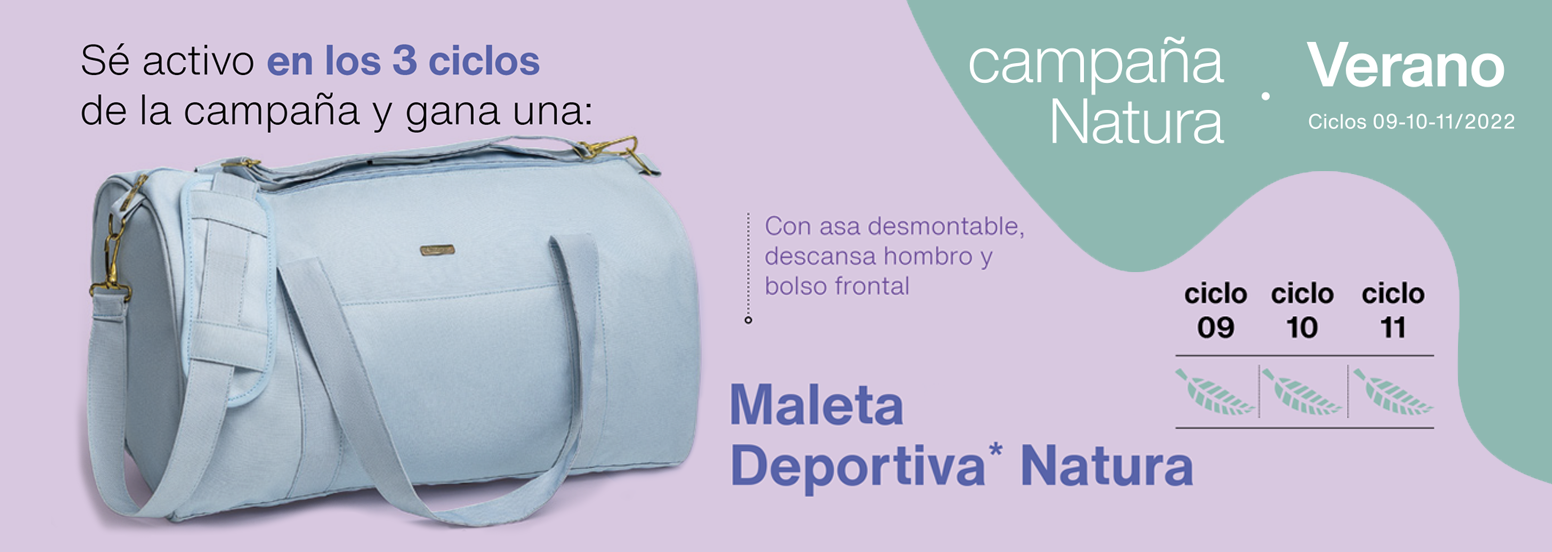 Sé activo en los 3 ciclos
de la campaña y gana una:
campaña
Natura
·
Verano
Ciclos 09-10-11/2022
Con asa desmontable,
descansa hombro y
bolso frontal
ciclo ciclo ciclo
09 10 11
Maleta
Deportiva* Natura